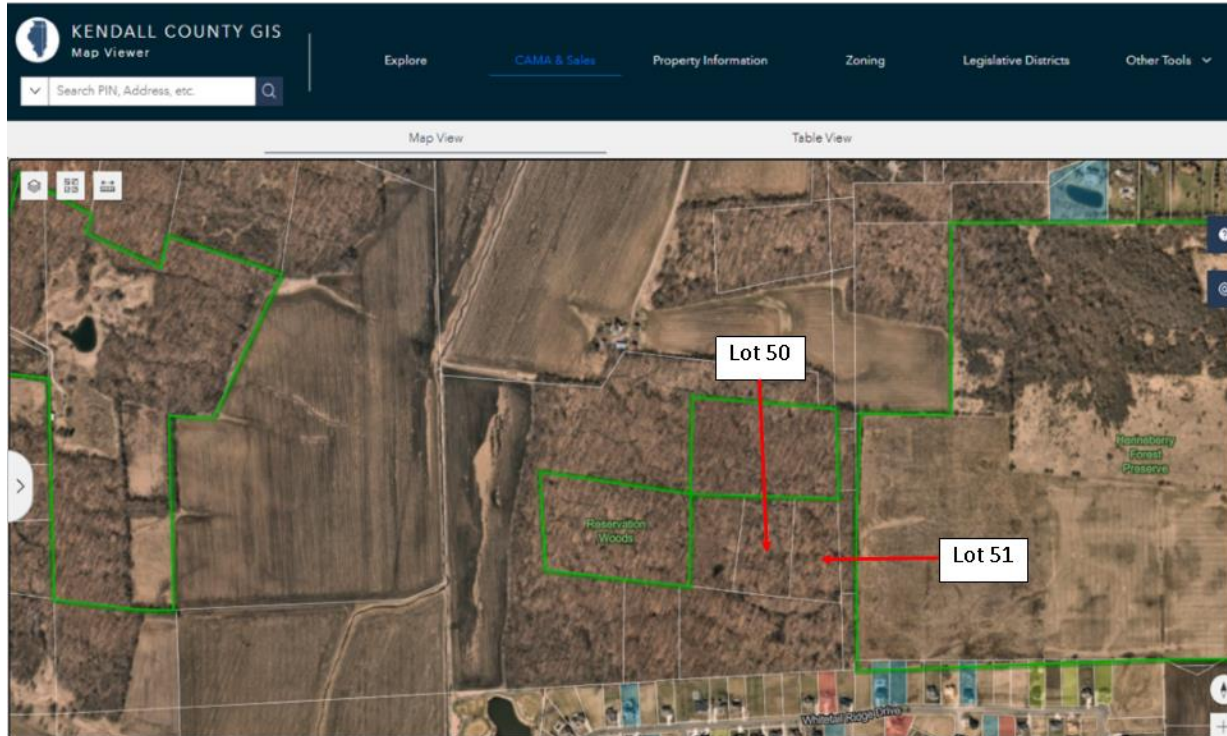 KENDALL COUNTY GIS
Map Viewer
Search PIN, Address, etc.
Explore
CAMA & Sales
Property Information
Zoning
Legislative Districts
Other Tools
Map View
Table View
Lot 50
Henneberry
Forest
Preserve
Reservation
Woods
Lot 51
Whitetail Ridge Drive